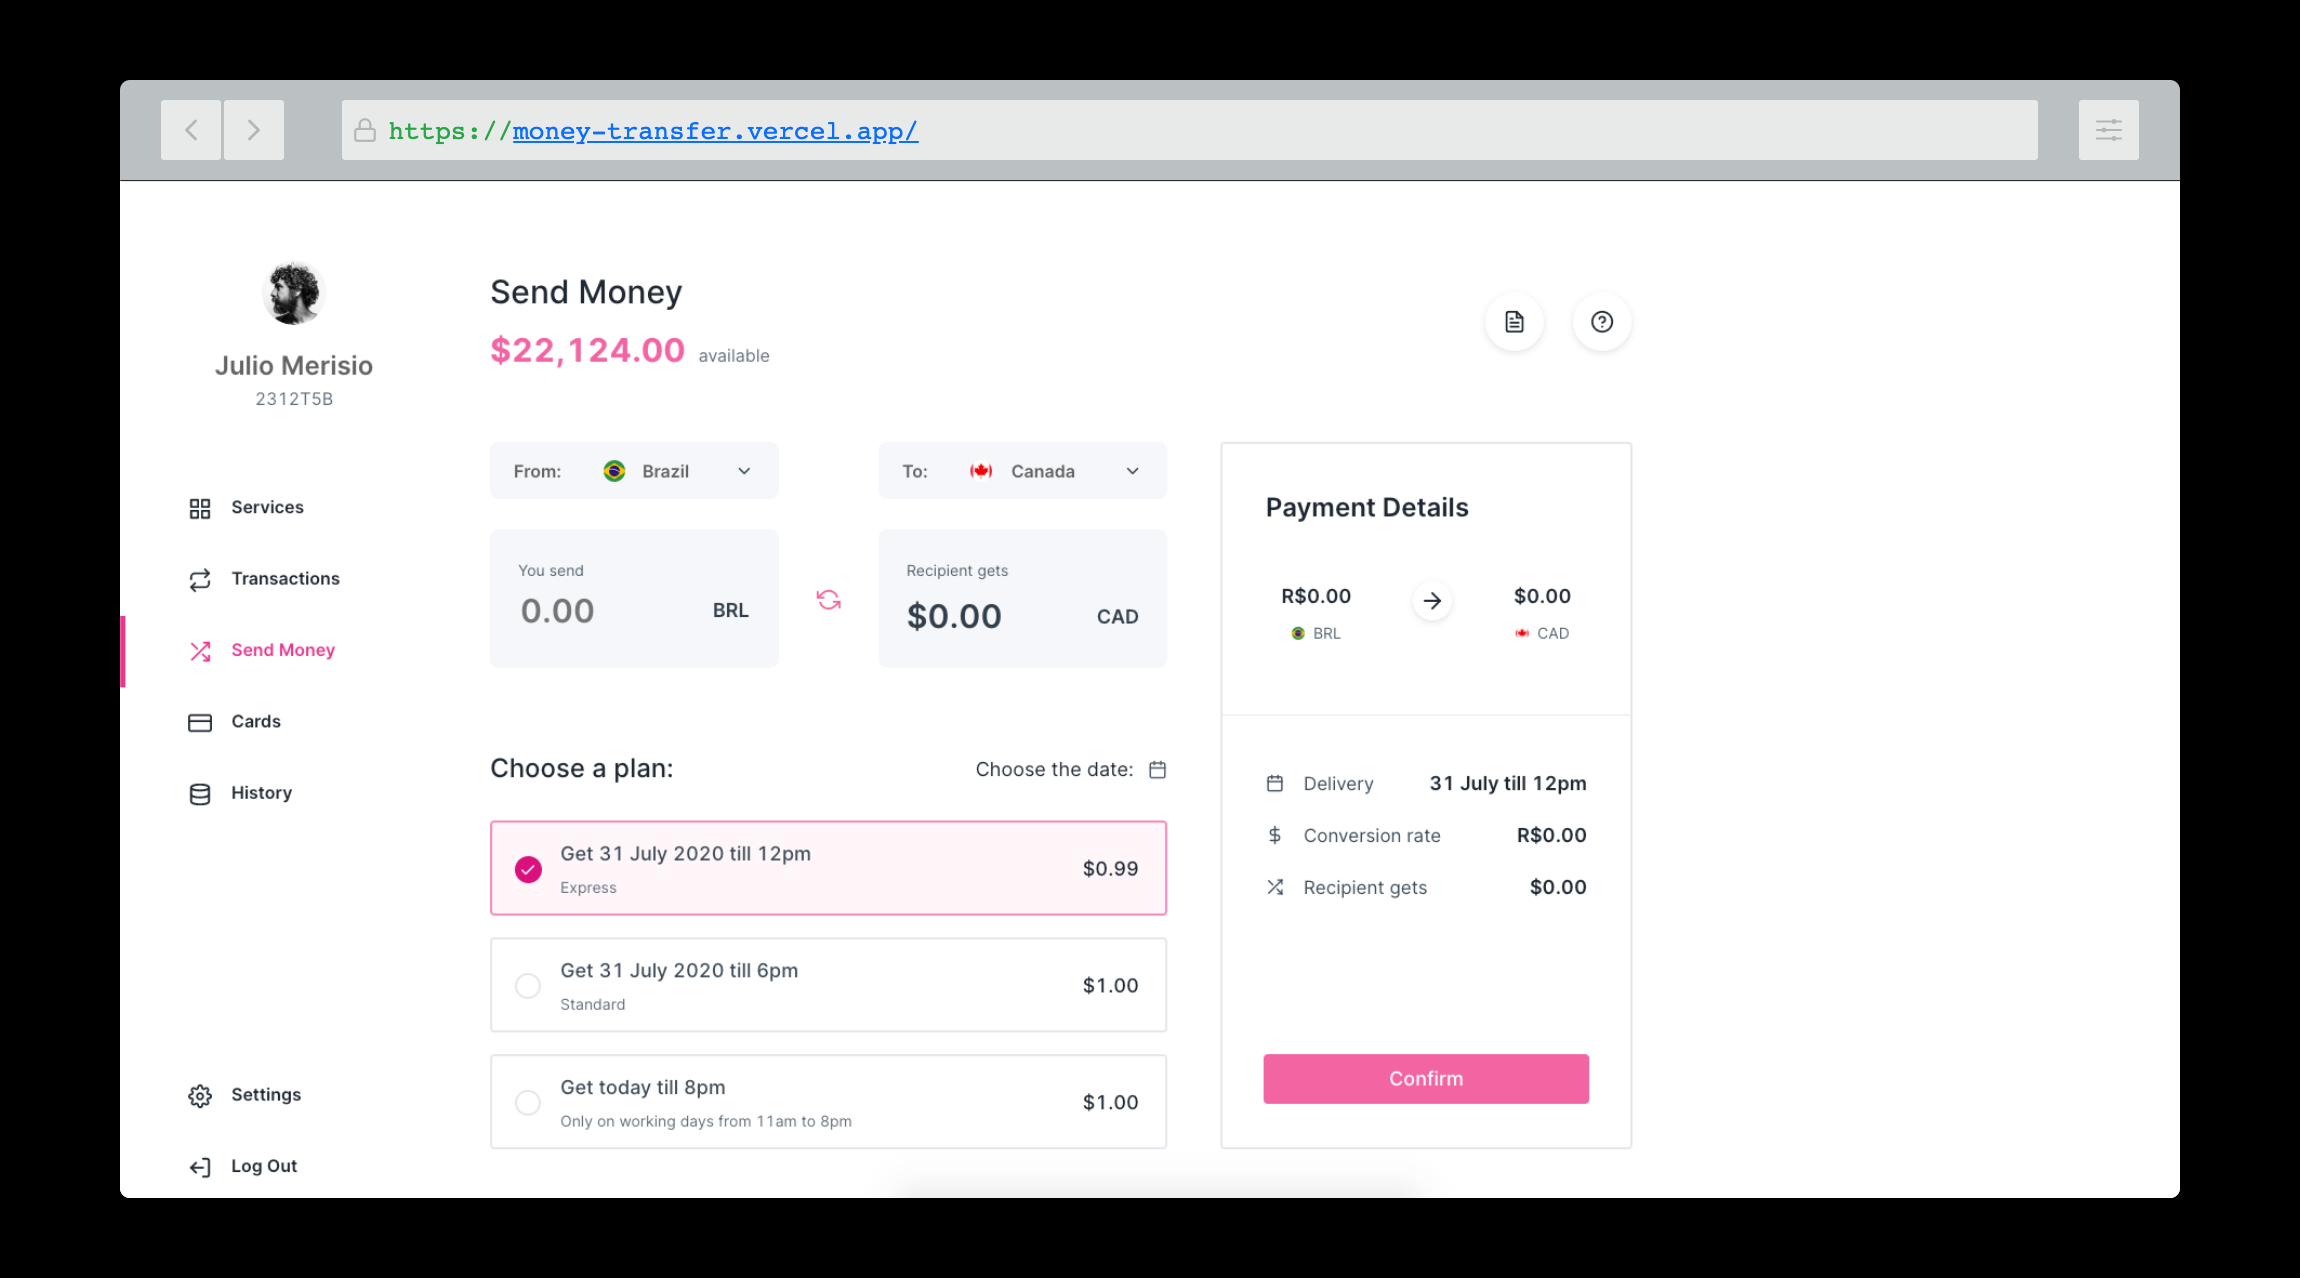 https://money-transfer.vercel.app/
Julio Merisio
2312T5B
Services
Transactions
Send Money
Cards
History
Settings
Log Out
Send Money
$22,124.00 available
From: Brazil
To: Canada
You send
0.00 BRL
Recipient gets
$0.00 CAD
Choose a plan:
Choose the date:
Get 31 July 2020 till 12pm
Express
$0.99
Get 31 July 2020 till 6pm
Standard
$1.00
Get today till 8pm
Only on working days from 11am to 8pm
$1.00
Payment Details
R$0.00 $0.00
BRL CAD
Delivery 31 July till 12pm
Conversion rate R$0.00
Recipient gets $0.00
Confirm